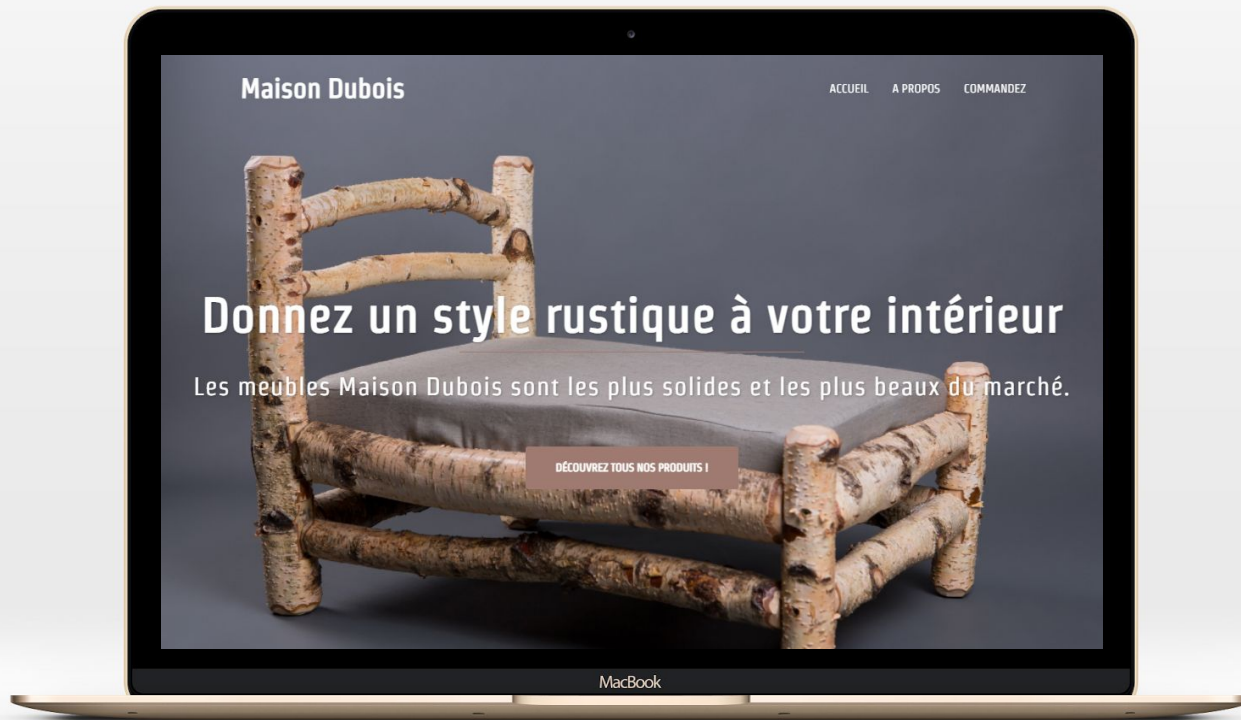 Maison Dubois
ACCUEIL A PROPOS COMMANDEZ
Donnez un style rustique à votre intérieur
Les meubles Maison Dubois sont les plus solides et les plus beaux du marché.
DÉCOUVREZ TOUS NOS PRODUITS !
MacBook